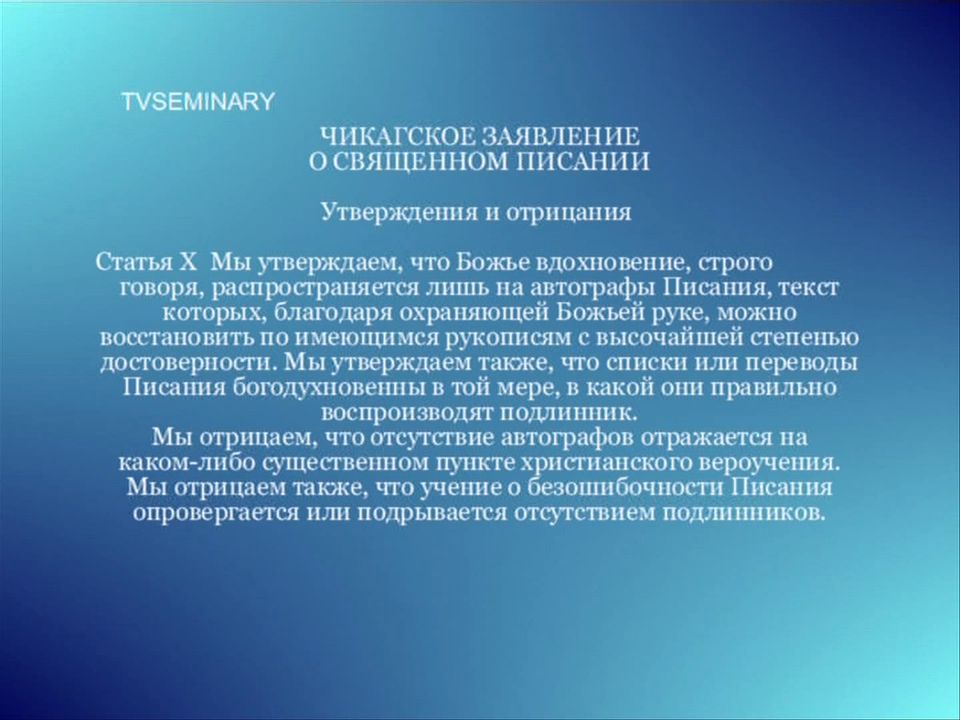 TVSEMINARY
ЧИКАГСКОЕ ЗАЯВЛЕНИЕ
О СВЯЩЕННОМ ПИСАНИИ
Утверждения и отрицания
Статья X Мы утверждаем, что Божье вдохновение, строго
говоря, распространяется лишь на автографы Писания, текст
которых, благодаря охраняющей Божьей руке, можно
восстановить по имеющимся рукописям с высочайшей степенью
достоверности. Мы утверждаем также, что списки или переводы
Писания богодухновенны в той мере, в какой они правильно
воспроизводят подлинник.
Мы отрицаем, что отсутствие автографов отражается на
каком-либо существенном пункте христианского вероучения.
Мы отрицаем также, что учение о безошибочности Писания
опровергается или подрывается отсутствием подлинников.